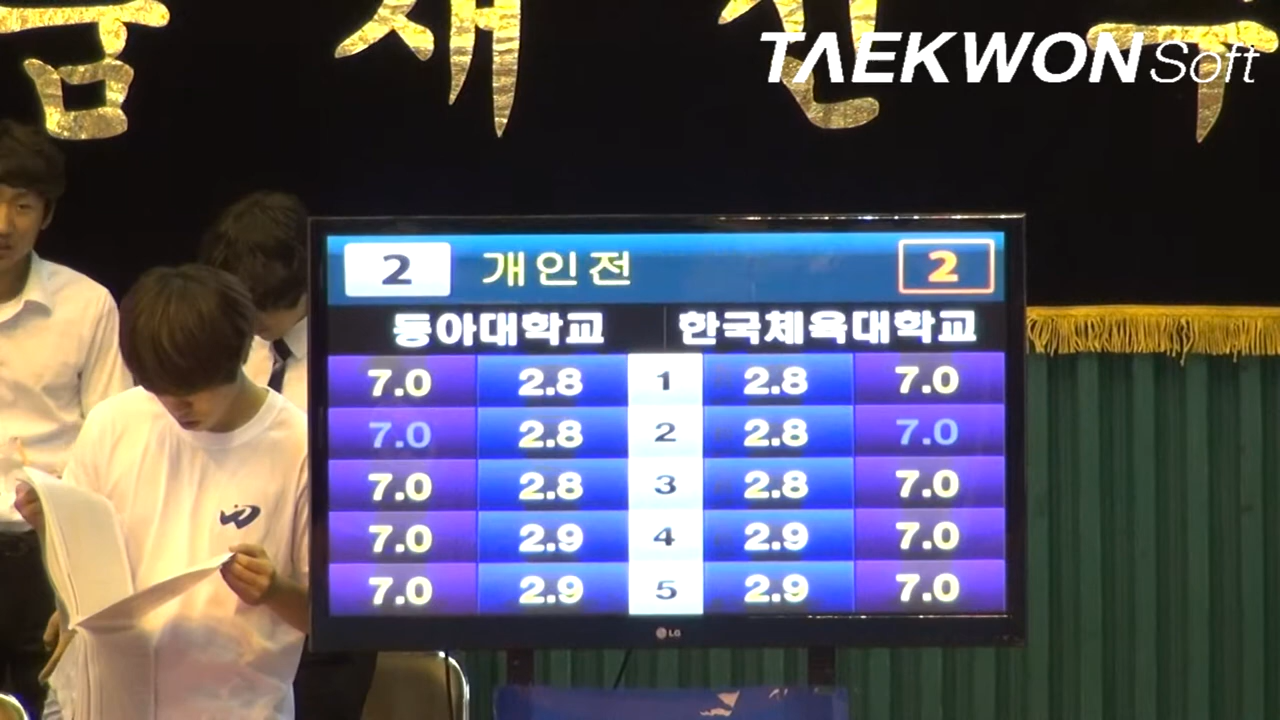 TAEKWON Soft
2 개인전 2
동아대학교 한국체육대학교
7.0 2.8 1 2.8 7.0
7.0 2.8 2 2.8 7.0
7.0 2.8 3 2.8 7.0
7.0 2.9 4 2.9 7.0
7.0 2.9 5 2.9 7.0
LG